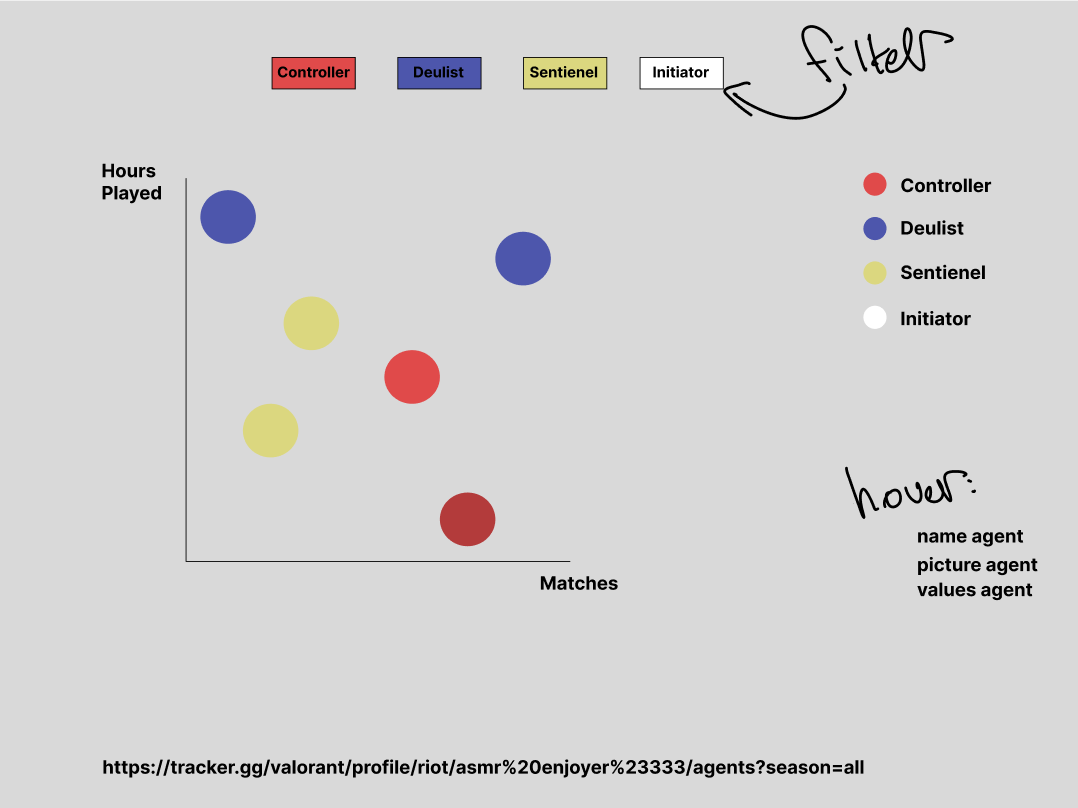 filter
Controller
Deulist
Sentienel
Initiator
Hours
Played
Controller
Deulist
Sentienel
Initiator
hover:
name agent
picture agent
values agent
Matches
https://tracker.gg/valorant/profile/riot/asmr%20enjoyer%23333/agents?season=all